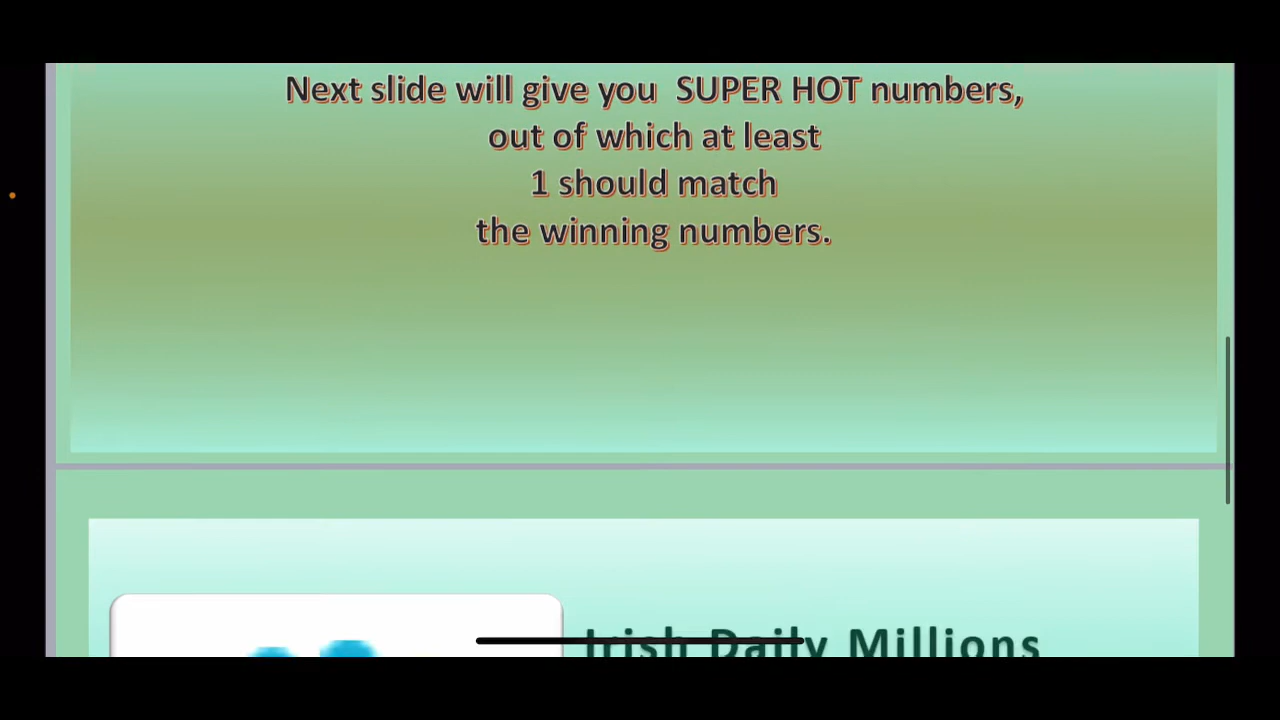 Next slide will give you SUPER HOT numbers,
out of which at least
1 should match
the winning numbers.
Irish Daily Millions